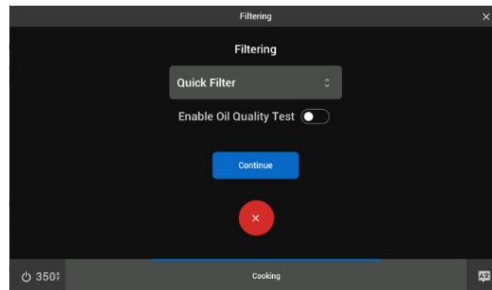 Filtering
Filtering
Quick Filter
Enable Oil Quality Test
Continue
350°F
Cooking